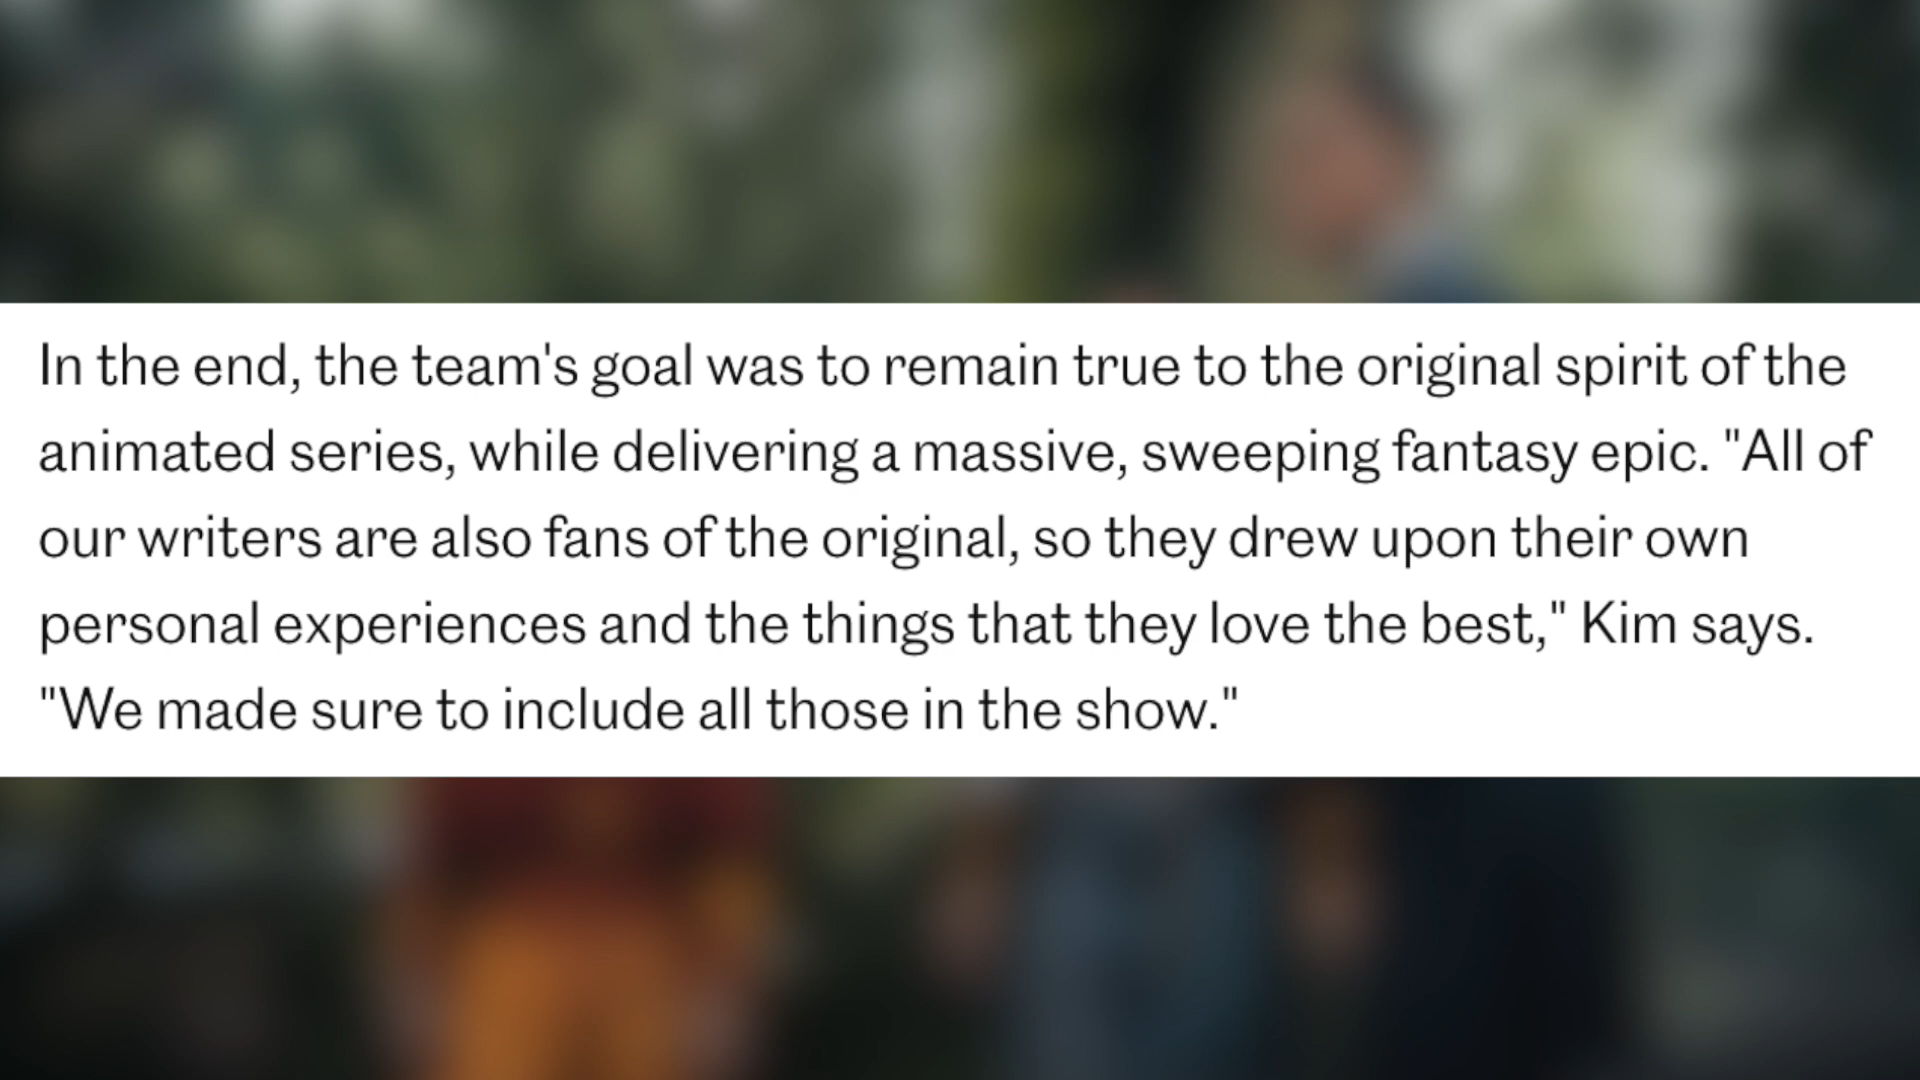 In the end, the team's goal was to remain true to the original spirit of the
animated series, while delivering a massive, sweeping fantasy epic. "All of
our writers are also fans of the original, so they drew upon their own
personal experiences and the things that they love the best," Kim says.
"We made sure to include all those in the show."